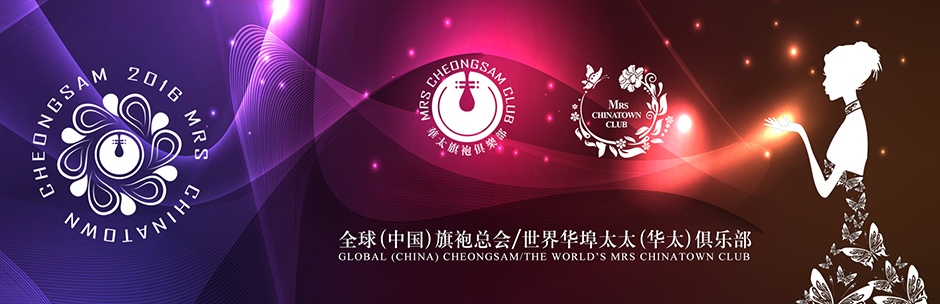 CHEONGSAM 2016 MRS CHINATOWN
MRS CHEONGSAM CLUB
華太旗袍俱樂部
MRS
CHINATOWN
CLUB
全球(中国)旗袍总会/世界华埠太太(华太)俱乐部
GLOBAL (CHINA) CHEONGSAM/THE WORLD'S MRS CHINATOWN CLUB